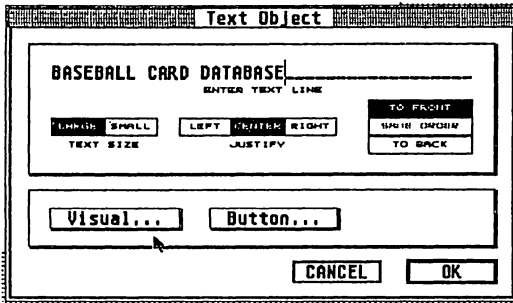 Text Object
BASEBALL CARD DATABASE
ENTER TEXT LINE
TO FRONT
LARGE SMALL LEFT CENTER RIGHT SAME ORDER
TEXT SIZE JUSTIFY TO BACK
Visual... Button...
CANCEL OK